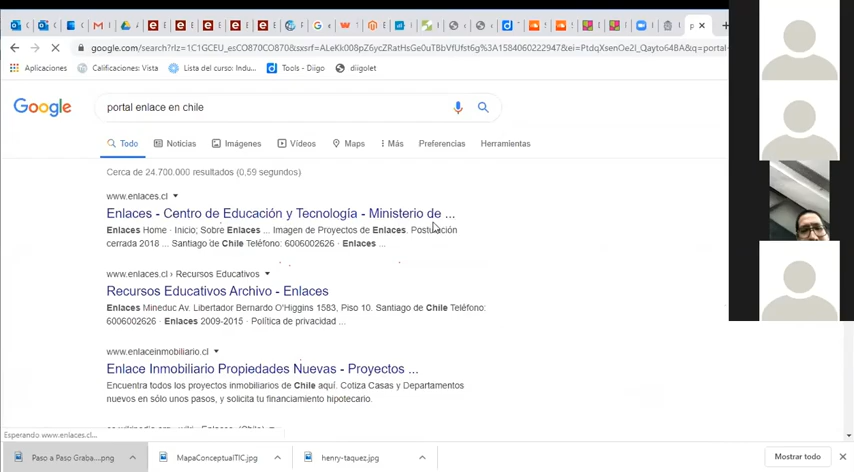 google.com/search?rlz=1C1GCEU_esCO870CO870&sxsrf=ALeKk008pZ6ycZRatHsGe0uTBbVfUfst6g%3A1584060222947&ei=PtdqXsenOe2l_Qayto64BA&q=portal
Aplicaciones
Calificaciones: Vista
Lista del curso: Indu...
Tools - Diigo
diigolet
Google
portal enlace en chile
Todo
Noticias
Imágenes
Vídeos
Maps
Más
Preferencias
Herramientas
Cerca de 24.700.000 resultados (0,59 segundos)
www.enlaces.cl
Enlaces - Centro de Educación y Tecnología - Ministerio de ...
Enlaces Home · Inicio; Sobre Enlaces ... Imagen de Proyectos de Enlaces. Postulación
cerrada 2018 ... Santiago de Chile Teléfono: 6006002626 · Enlaces ...
www.enlaces.cl › Recursos Educativos
Recursos Educativos Archivo - Enlaces
Enlaces Mineduc Av. Libertador Bernardo O'Higgins 1583, Piso 10. Santiago de Chile Teléfono:
6006002626 · Enlaces 2009-2015 · Política de privacidad ...
www.enlaceinmobiliario.cl
Enlace Inmobiliario Propiedades Nuevas - Proyectos ...
Encuentra todos los proyectos inmobiliarios de Chile aquí. Cotiza Casas y Departamentos
nuevos en sólo unos pasos, y solicita tu financiamiento hipotecario.
Esperando www.enlaces.cl...
Paso a Paso Graba....png
MapaConceptualTIC.jpg
henry-taquez.jpg
Mostrar todo